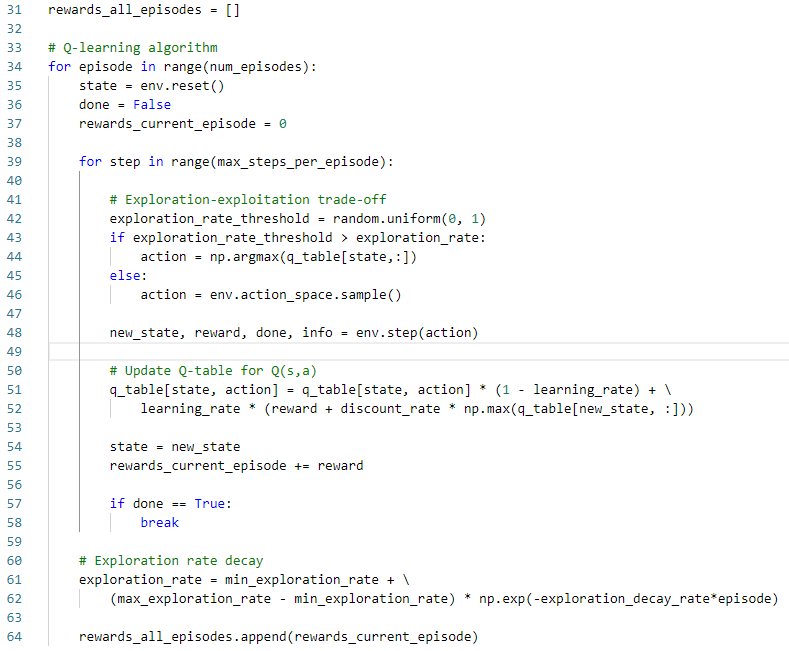 31 rewards_all_episodes = []
32
33 # Q-learning algorithm
34 for episode in range(num_episodes):
35     state = env.reset()
36     done = False
37     rewards_current_episode = 0
38
39     for step in range(max_steps_per_episode):
40
41         # Exploration-exploitation trade-off
42         exploration_rate_threshold = random.uniform(0, 1)
43         if exploration_rate_threshold > exploration_rate:
44             action = np.argmax(q_table[state,:])
45         else:
46             action = env.action_space.sample()
47
48         new_state, reward, done, info = env.step(action)
49
50         # Update Q-table for Q(s,a)
51         q_table[state, action] = q_table[state, action] * (1 - learning_rate) + \
52             learning_rate * (reward + discount_rate * np.max(q_table[new_state, :]))
53
54         state = new_state
55         rewards_current_episode += reward
56
57         if done == True:
58             break
59
60     # Exploration rate decay
61     exploration_rate = min_exploration_rate + \
62         (max_exploration_rate - min_exploration_rate) * np.exp(-exploration_decay_rate*episode)
63
64     rewards_all_episodes.append(rewards_current_episode)